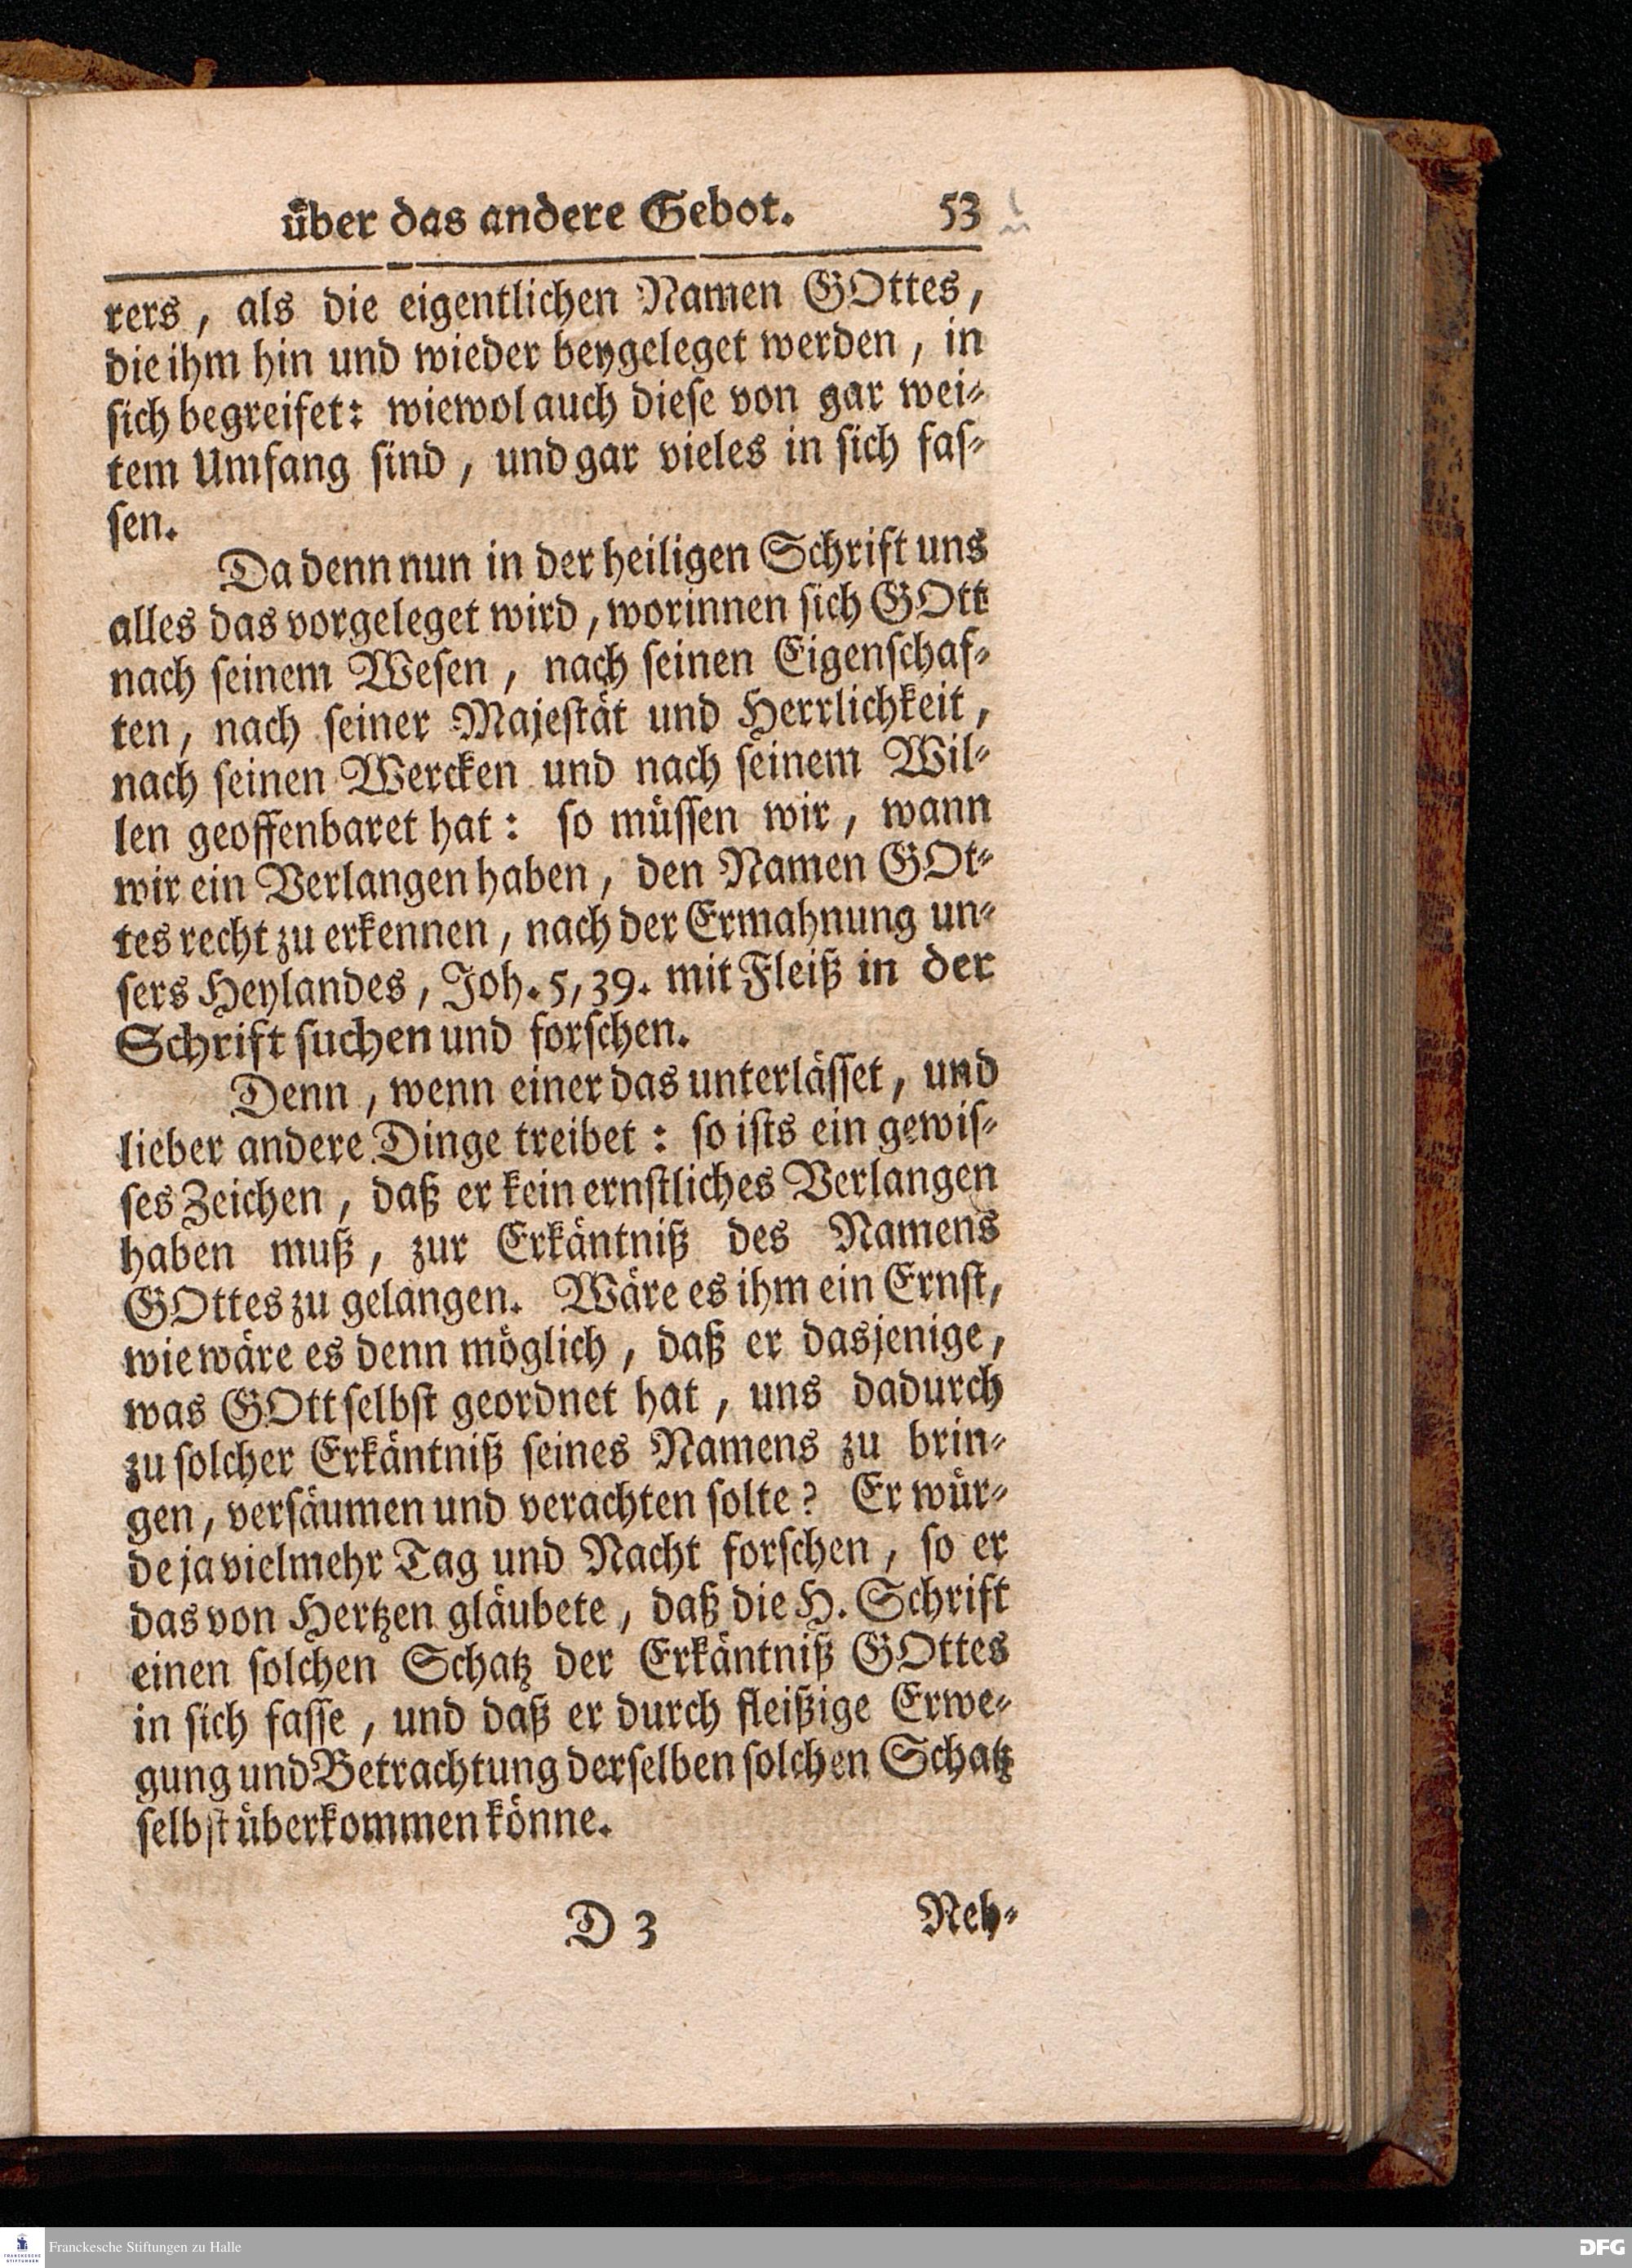 über das andere Gebot. 53
rers, als die eigentlichen Namen GOttes,
die ihm hin und wieder beygeleget werden, in
sich begreifet: wiewol auch diese von gar wei-
tem Umfang sind, und gar vieles in sich fas-
sen.
Da denn nun in der heiligen Schrift uns
alles das vorgeleget wird, worinnen sich GOtt
nach seinem Wesen, nach seinen Eigenschaf-
ten, nach seiner Majestät und Herrlichkeit,
nach seinen Wercken und nach seinem Wil-
len geoffenbaret hat: so müssen wir, wann
wir ein Verlangen haben, den Namen GOt-
tes recht zu erkennen, nach der Ermahnung un-
sers Heylandes, Joh. 5, 39. mit Fleiß in der
Schrift suchen und forschen.
Denn, wenn einer das unterlässet, und
lieber andere Dinge treibet: so ists ein gewis-
ses Zeichen, daß er kein ernstliches Verlangen
haben muß, zur Erkäntniß des Namens
GOttes zu gelangen. Wäre es ihm ein Ernst,
wie wäre es denn möglich, daß er dasjenige,
was GOtt selbst geordnet hat, uns dadurch
zu solcher Erkäntniß seines Namens zu brin-
gen, versäumen und verachten solte? Er wür-
de ja vielmehr Tag und Nacht forschen, so er
das von Hertzen gläubete, daß die H. Schrift
einen solchen Schatz der Erkäntniß GOttes
in sich fasse, und daß er durch fleißige Erwe-
gung und Betrachtung derselben solchen Schatz
selbst überkommen könne.
D 3 Neh-
FRANCKESCHE STIFTUNGEN
Franckesche Stiftungen zu Halle
DFG